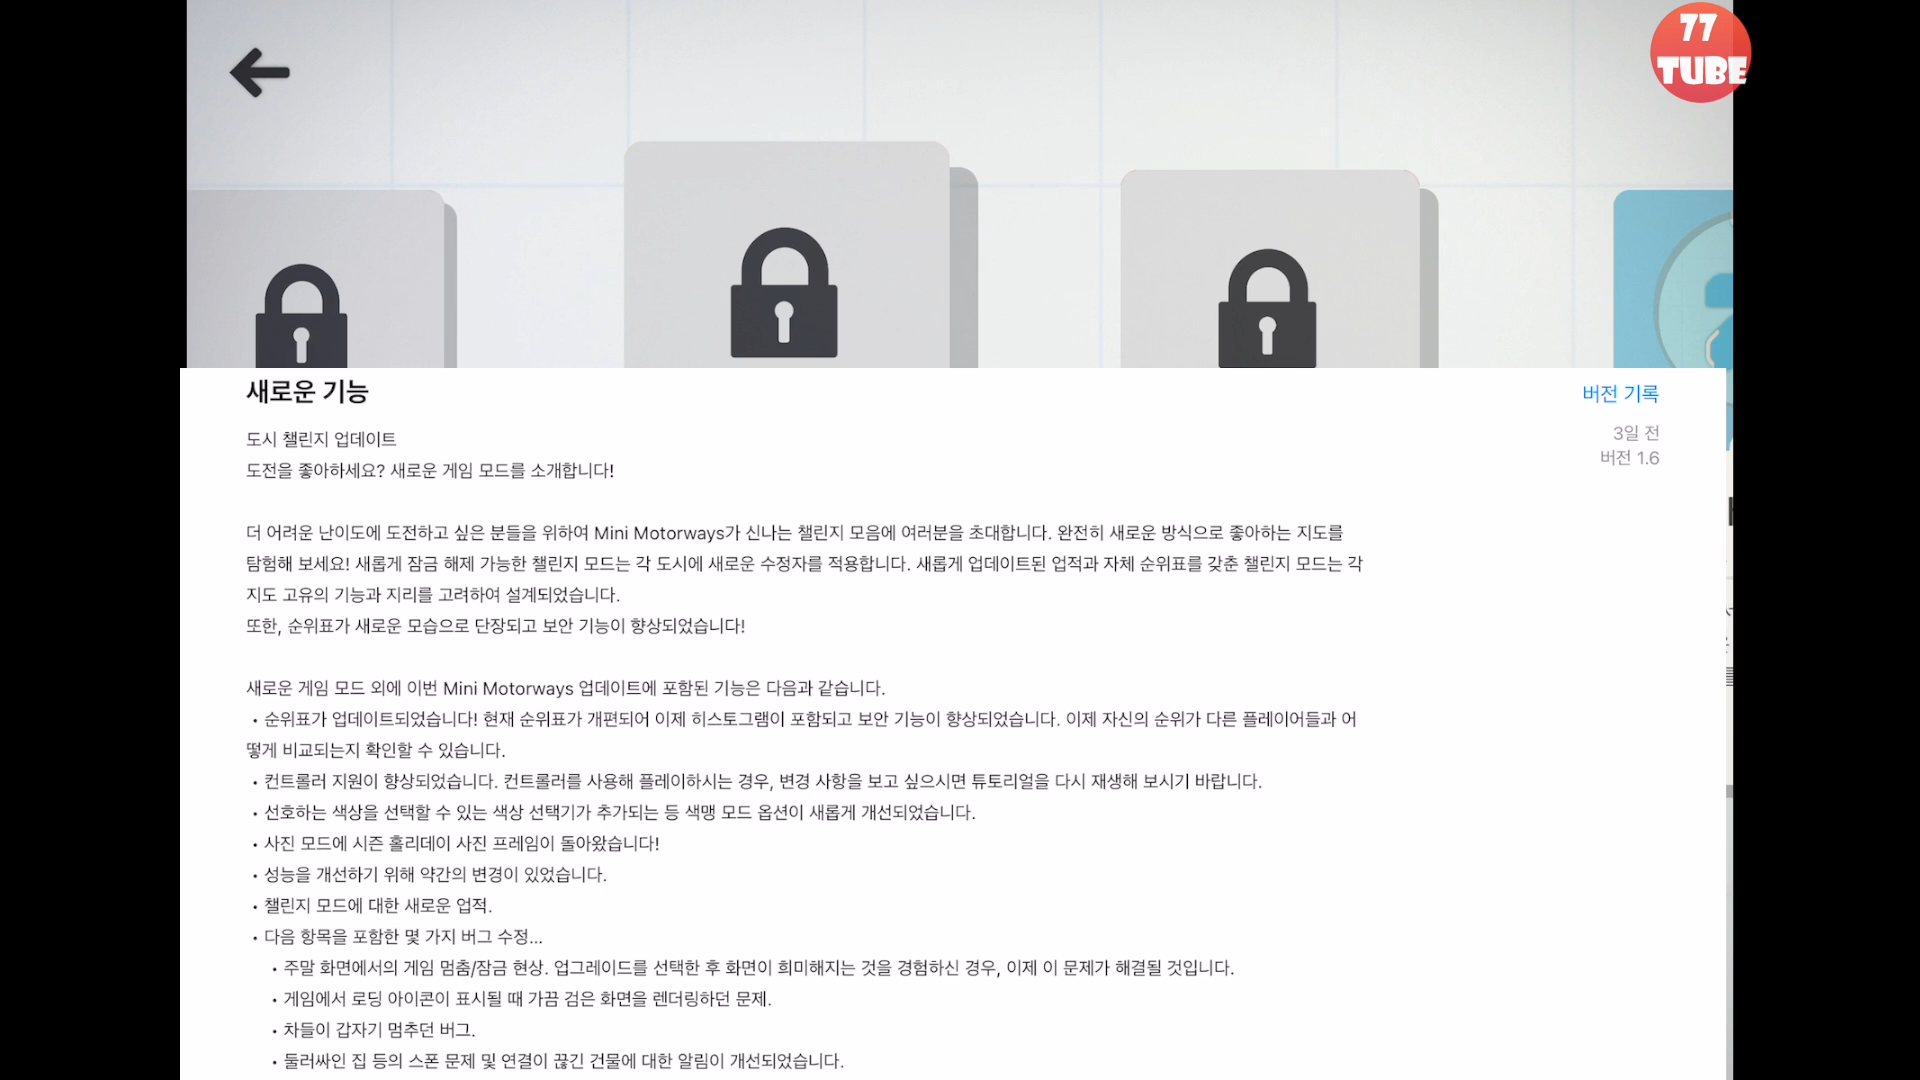 77
TUBE
새로운 기능
버전 기록
도시 챌린지 업데이트
3일 전
도전을 좋아하세요? 새로운 게임 모드를 소개합니다!
버전 1.6
더 어려운 난이도에 도전하고 싶은 분들을 위하여 Mini Motorways가 신나는 챌린지 모음에 여러분을 초대합니다. 완전히 새로운 방식으로 좋아하는 지도를
탐험해 보세요! 새롭게 잠금 해제 가능한 챌린지 모드는 각 도시에 새로운 수정자를 적용합니다. 새롭게 업데이트된 업적과 자체 순위표를 갖춘 챌린지 모드는 각
지도 고유의 기능과 지리를 고려하여 설계되었습니다.
또한, 순위표가 새로운 모습으로 단장되고 보안 기능이 향상되었습니다!
새로운 게임 모드 외에 이번 Mini Motorways 업데이트에 포함된 기능은 다음과 같습니다.
• 순위표가 업데이트되었습니다! 현재 순위표가 개편되어 이제 히스토그램이 포함되고 보안 기능이 향상되었습니다. 이제 자신의 순위가 다른 플레이어들과 어
떻게 비교되는지 확인할 수 있습니다.
• 컨트롤러 지원이 향상되었습니다. 컨트롤러를 사용해 플레이하시는 경우, 변경 사항을 보고 싶으시면 튜토리얼을 다시 재생해 보시기 바랍니다.
• 선호하는 색상을 선택할 수 있는 색상 선택기가 추가되는 등 색맹 모드 옵션이 새롭게 개선되었습니다.
• 사진 모드에 시즌 홀리데이 사진 프레임이 돌아왔습니다!
• 성능을 개선하기 위해 약간의 변경이 있었습니다.
• 챌린지 모드에 대한 새로운 업적.
• 다음 항목을 포함한 몇 가지 버그 수정...
• 주말 화면에서의 게임 멈춤/잠금 현상. 업그레이드를 선택한 후 화면이 희미해지는 것을 경험하신 경우, 이제 이 문제가 해결될 것입니다.
• 게임에서 로딩 아이콘이 표시될 때 가끔 검은 화면을 렌더링하던 문제.
• 차들이 갑자기 멈추던 버그.
• 둘러싸인 집 등의 스폰 문제 및 연결이 끊긴 건물에 대한 알림이 개선되었습니다.